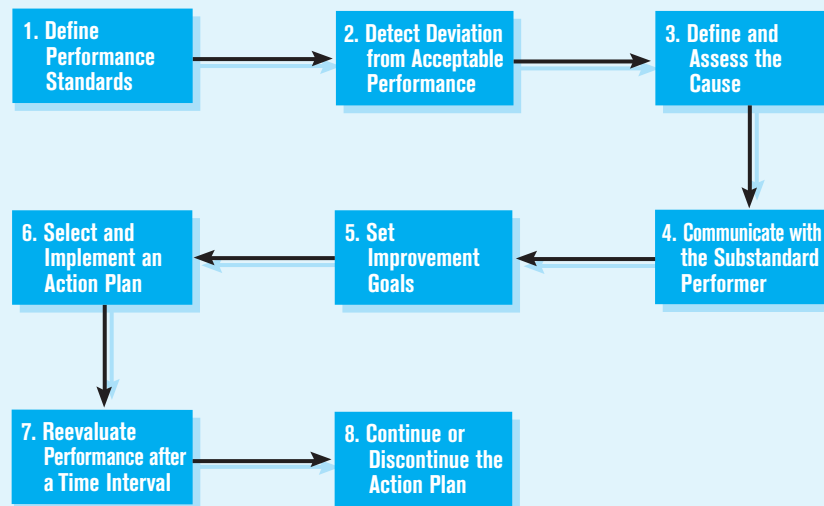 1. Define
Performance
Standards
2. Detect Deviation
from Acceptable
Performance
3. Define and
Assess the
Cause
4. Communicate with
the Substandard
Performer
5. Set
Improvement
Goals
6. Select and
Implement an
Action Plan
7. Reevaluate
Performance after
a Time Interval
8. Continue or
Discontinue the
Action Plan